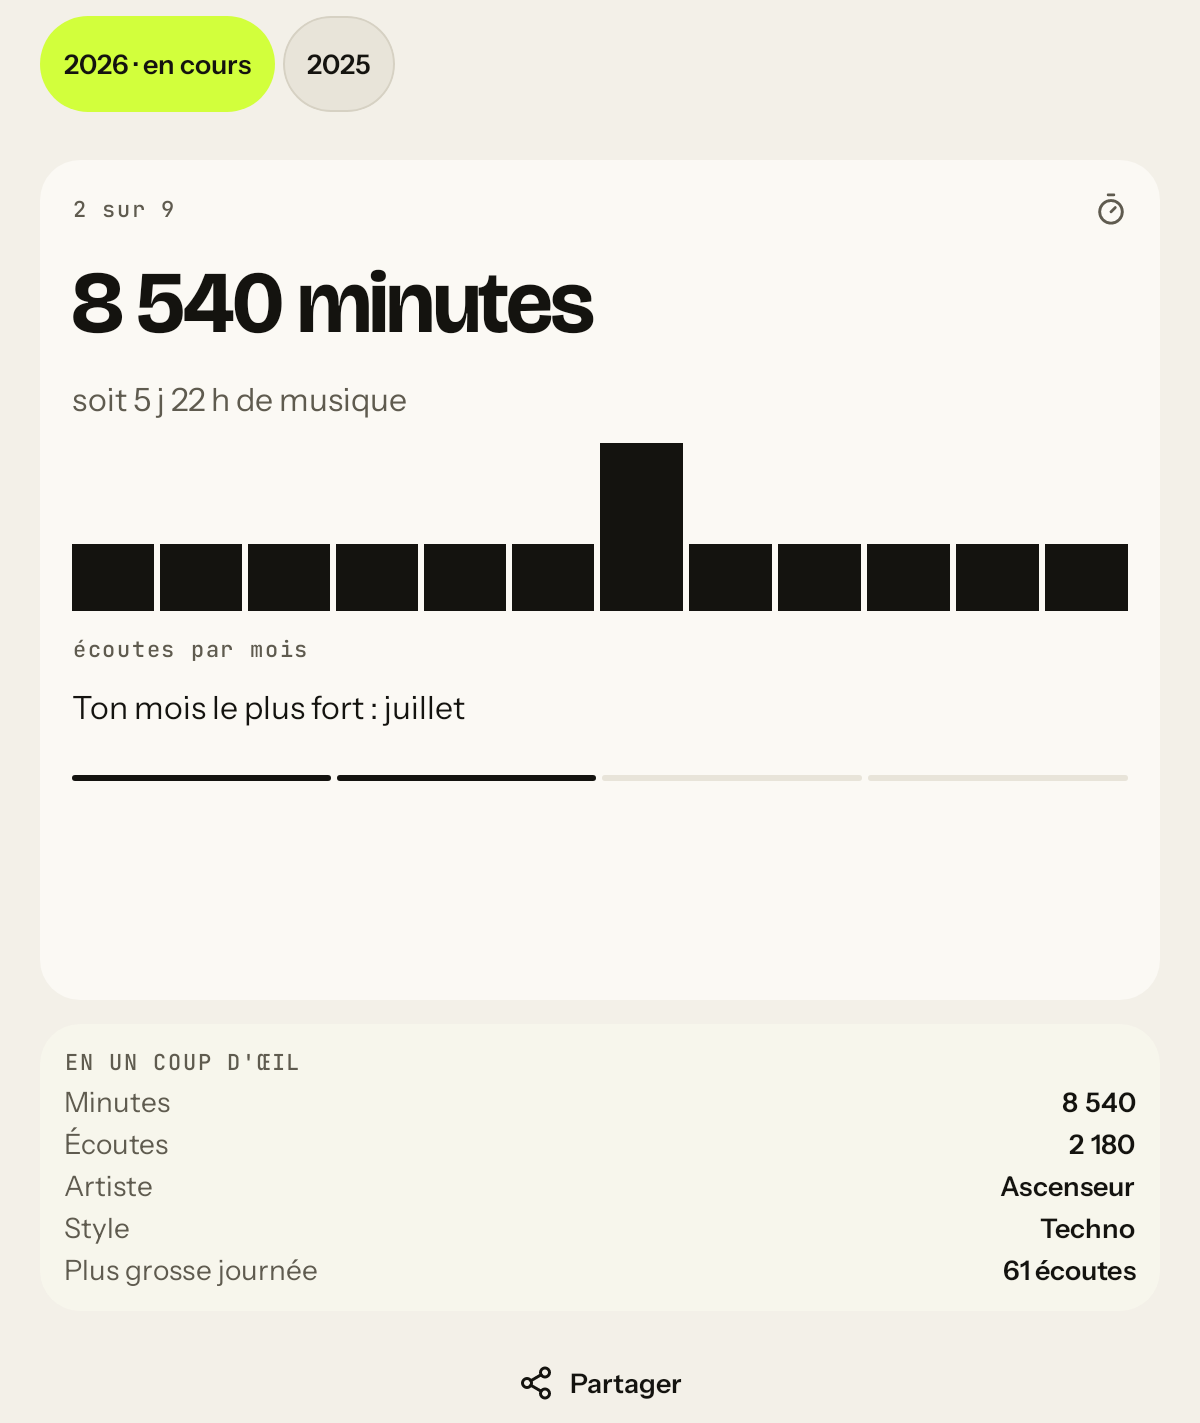 2026 · en cours
2025
2 sur 9
8 540 minutes
soit 5 j 22 h de musique
écoutes par mois
Ton mois le plus fort : juillet
EN UN COUP D'ŒIL
Minutes 8 540
Écoutes 2 180
Artiste Ascenseur
Style Techno
Plus grosse journée 61 écoutes
Partager